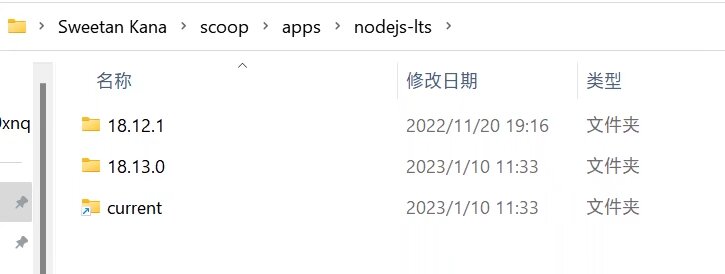 Sweetan Kana > scoop > apps > nodejs-lts >
名称 修改日期 类型
18.12.1 2022/11/20 19:16 文件夹
18.13.0 2023/1/10 11:33 文件夹
current 2023/1/10 11:33 文件夹